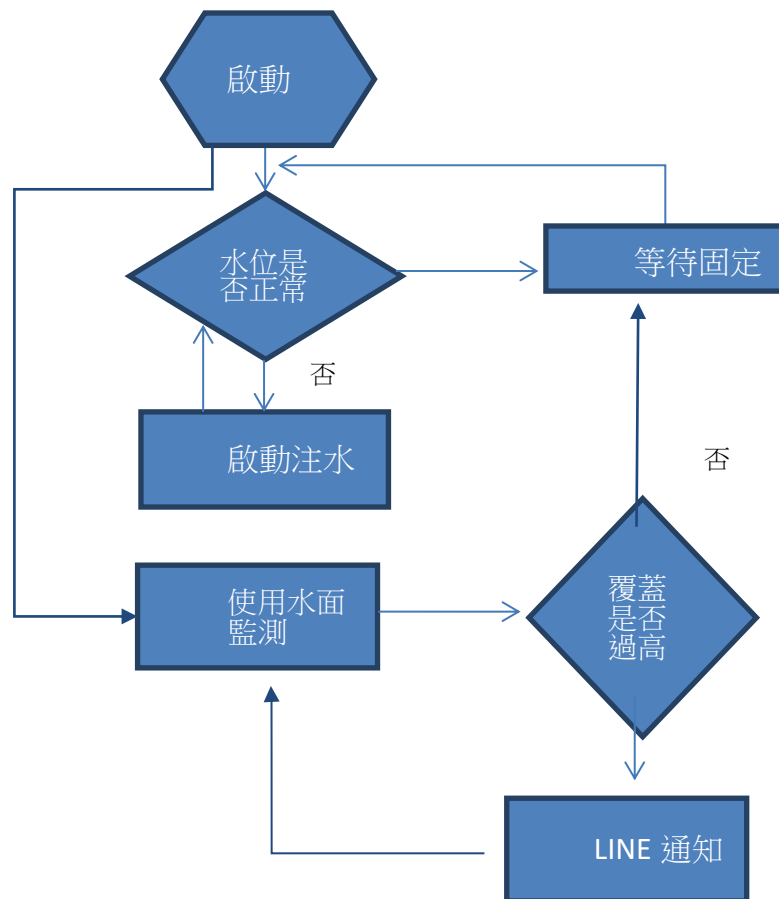 啟動
水位是
否正常
等待固定
否
啟動注水
否
使用水面
監測
覆蓋
是否
過高
LINE 通知